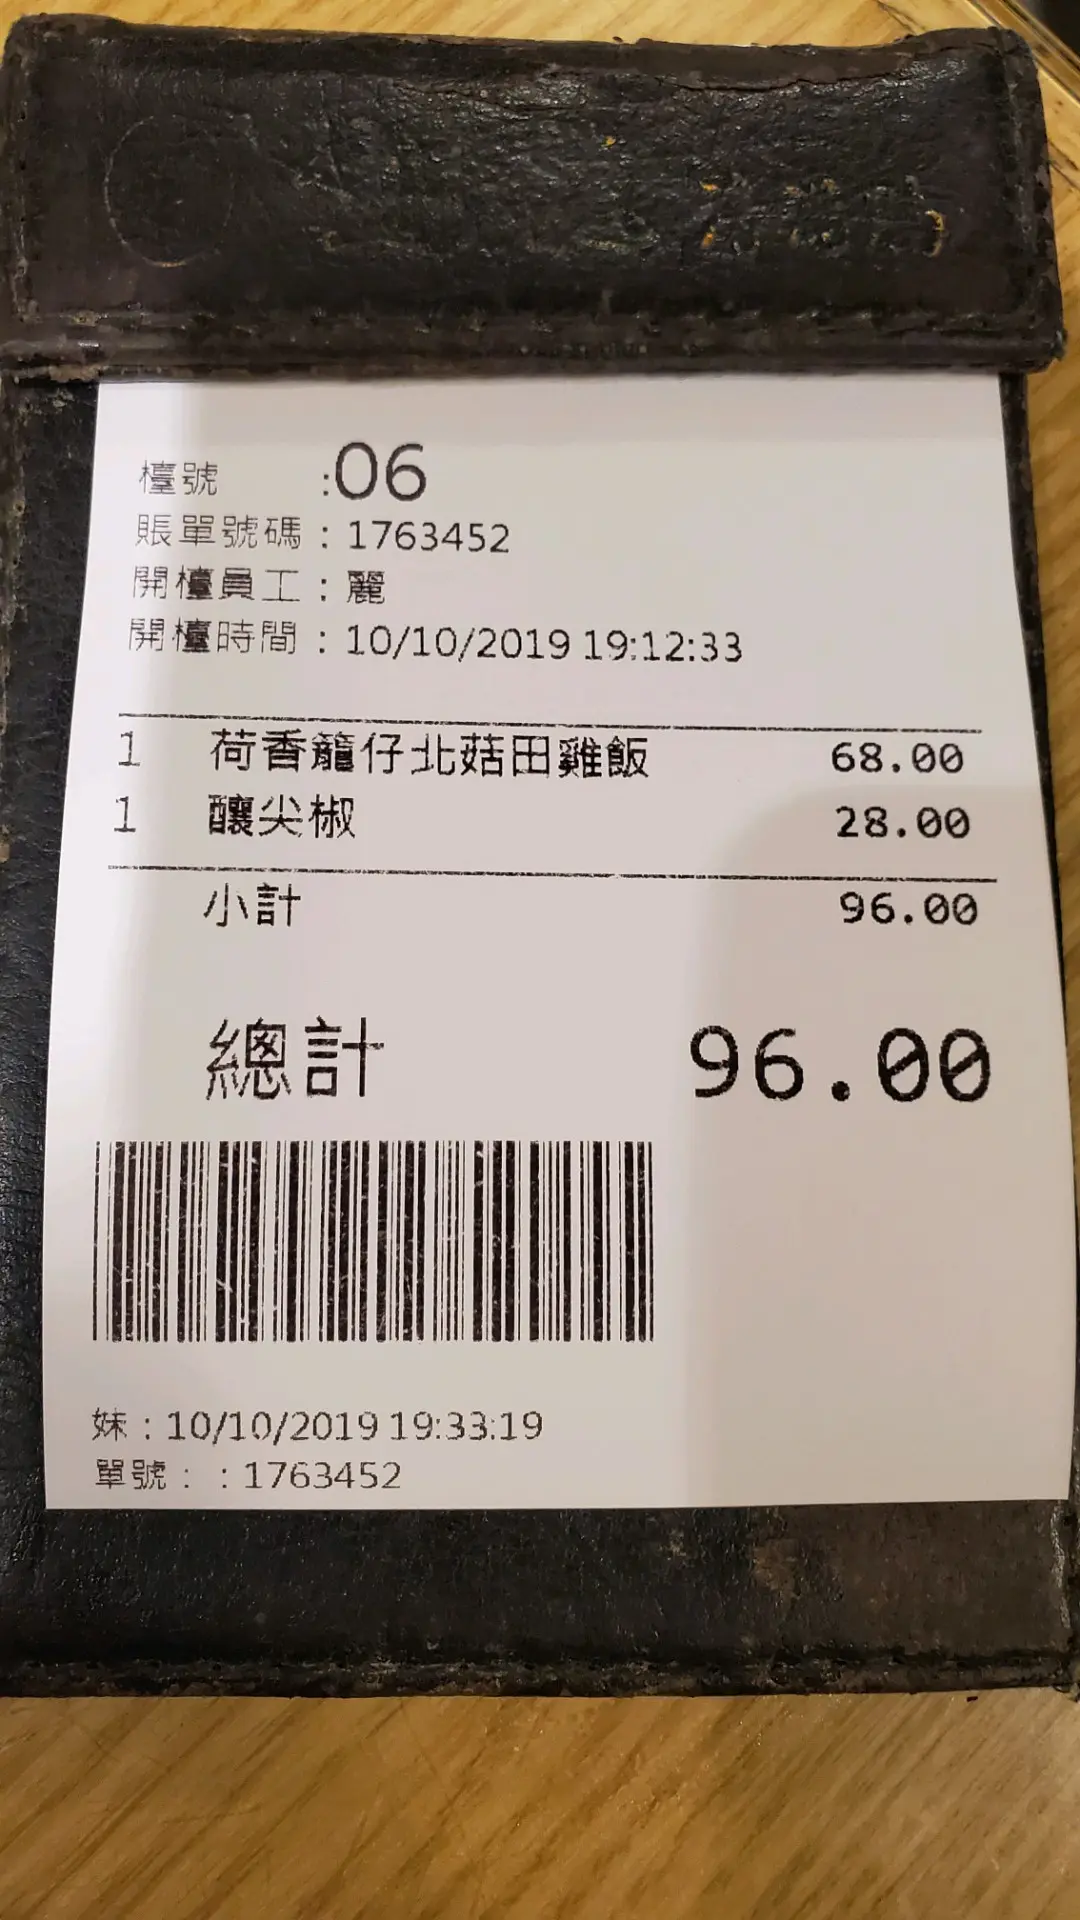 檯號 :06
賬單號碼 : 1763452
開檯員工 : 麗
開檯時間 : 10/10/2019 19:12:33
1 荷香籠仔北菇田雞飯 68.00
1 釀尖椒 28.00
小計 96.00
總計 96.00
妹 : 10/10/2019 19:33:19
單號 : : 1763452